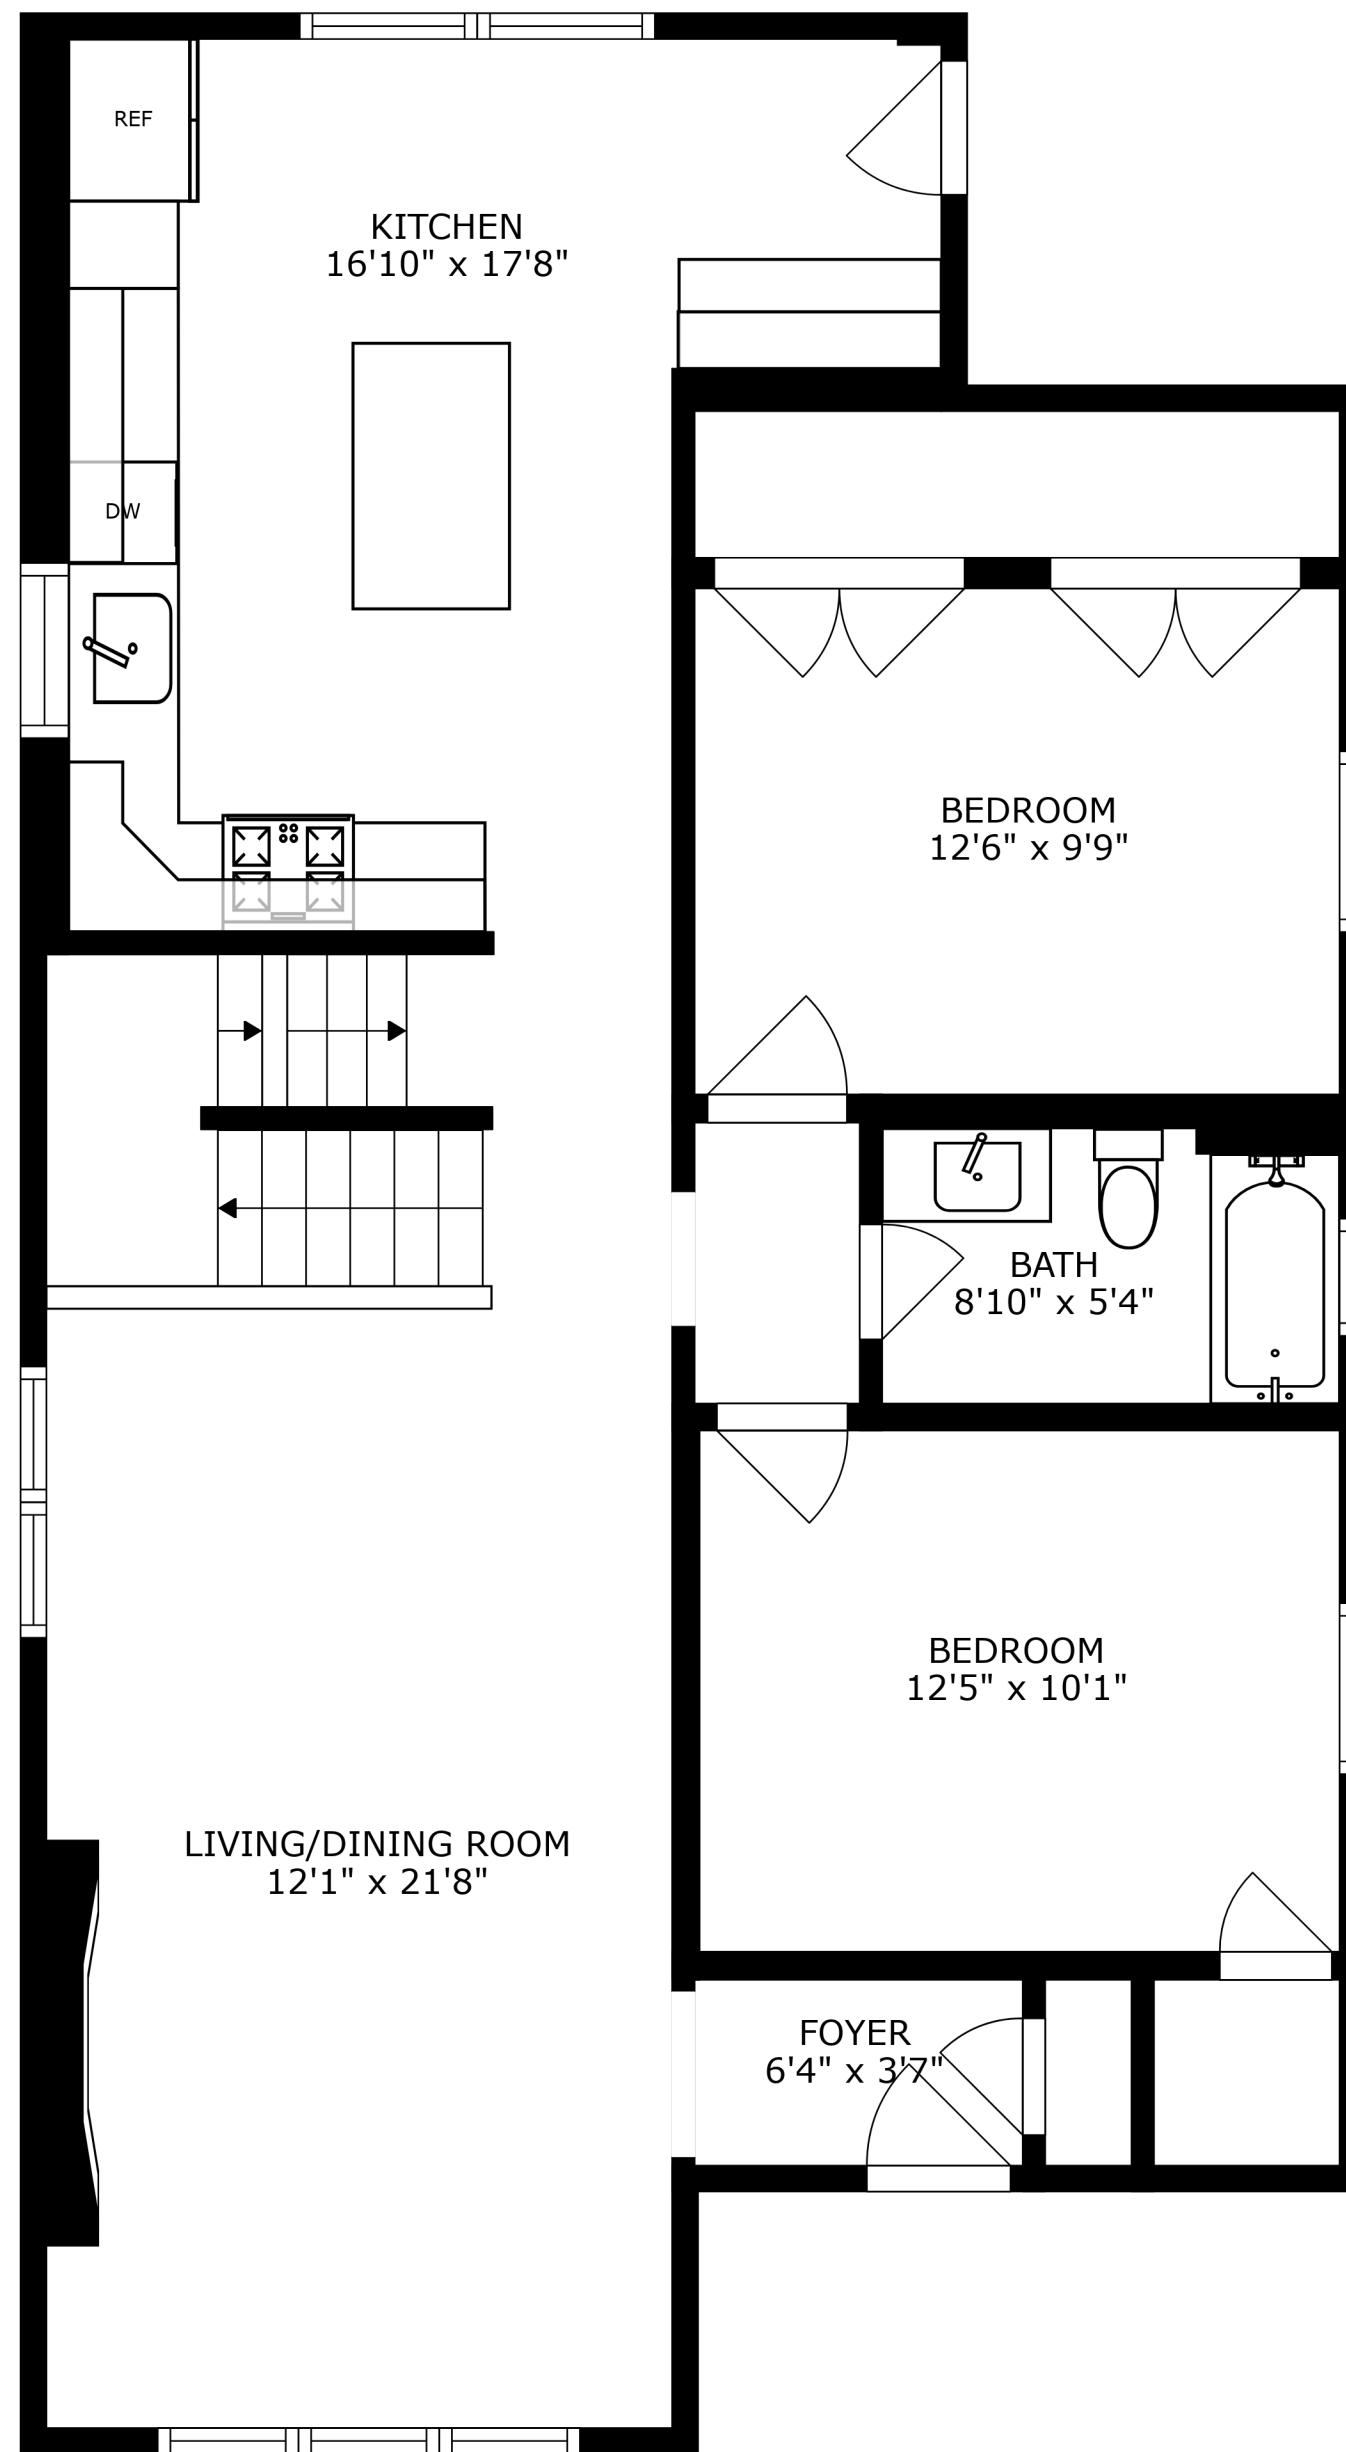 REF
KITCHEN
16'10" x 17'8"
DW
BEDROOM
12'6" x 9'9"
BATH
8'10" x 5'4"
BEDROOM
12'5" x 10'1"
LIVING/DINING ROOM
12'1" x 21'8"
FOYER
6'4" x 3'7"